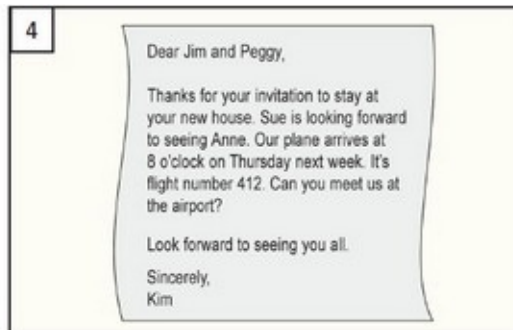 4
Dear Jim and Peggy,
Thanks for your invitation to stay at
your new house. Sue is looking forward
to seeing Anne. Our plane arrives at
8 o'clock on Thursday next week. It's
flight number 412. Can you meet us at
the airport?
Look forward to seeing you all.
Sincerely,
Kim